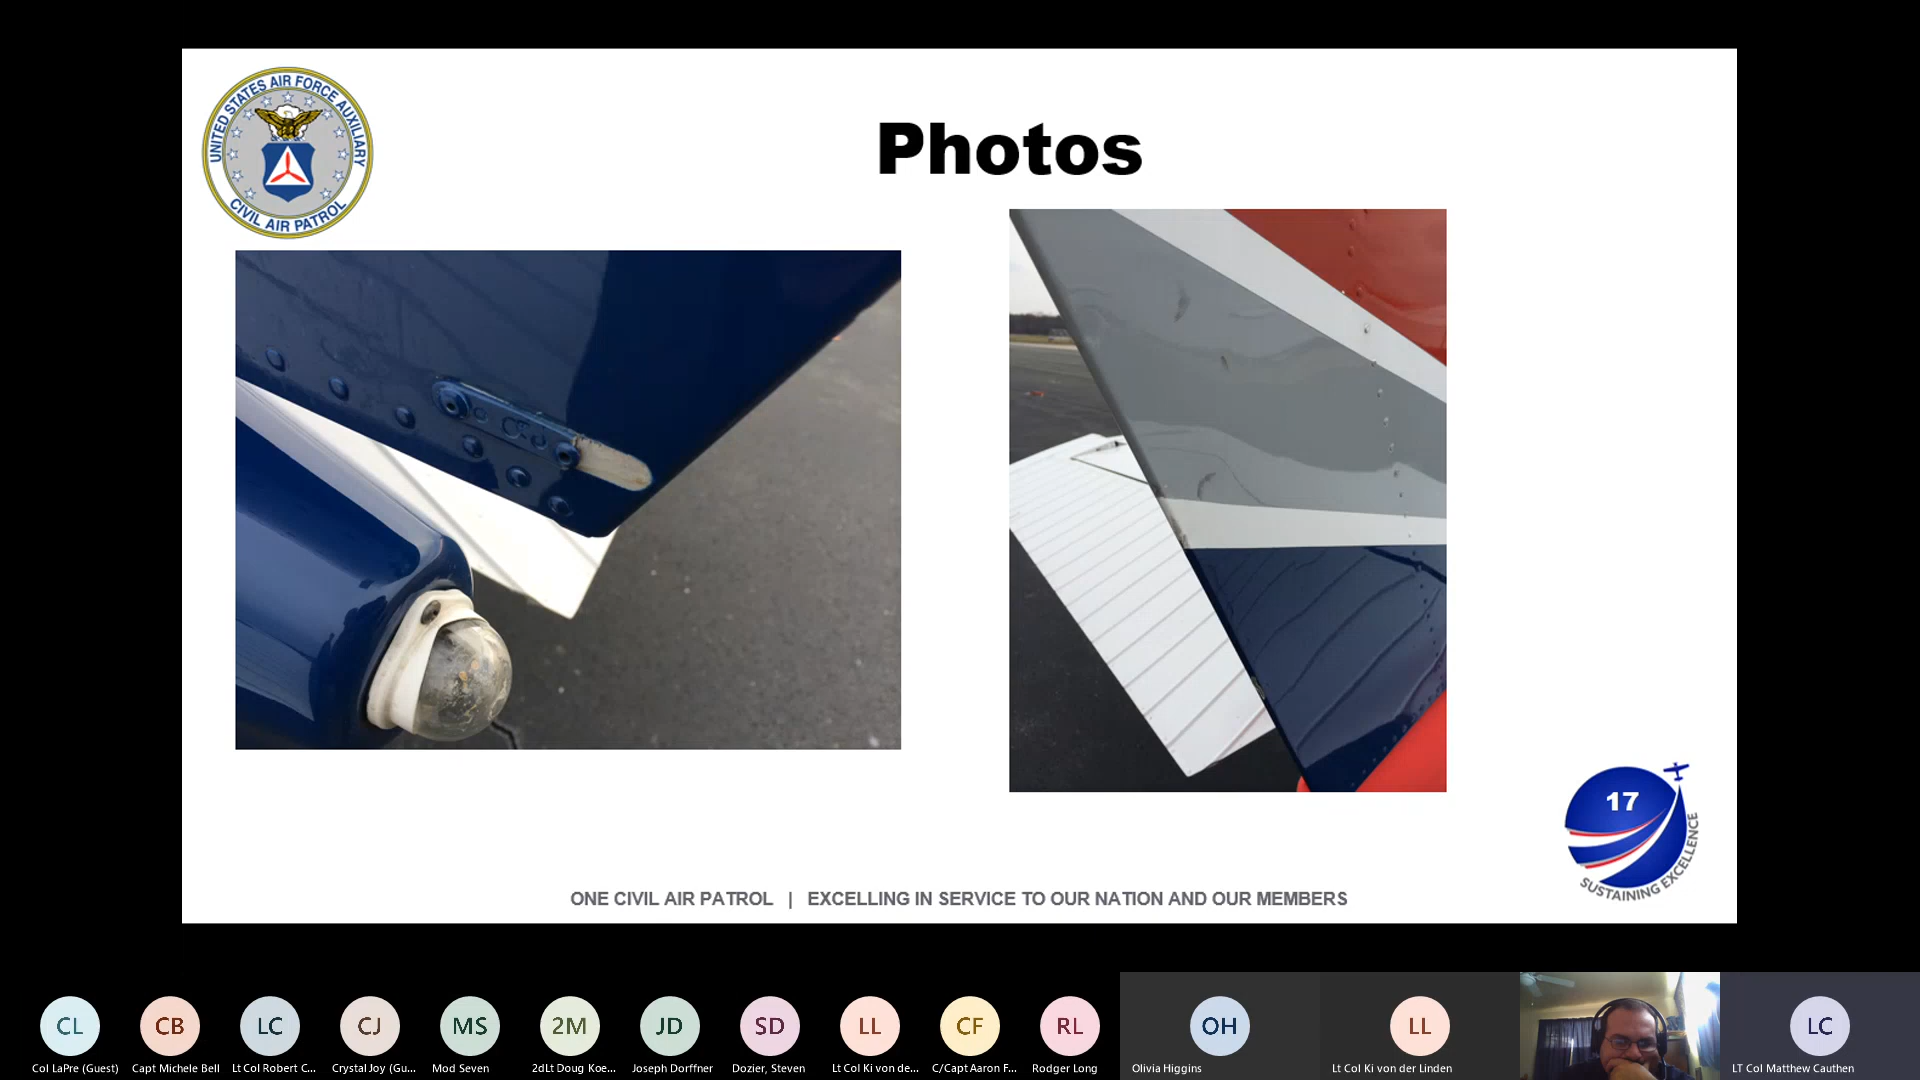 UNITED STATES AIR FORCE AUXILIARY
CIVIL AIR PATROL
Photos
17
SUSTAINING EXCELLENCE
ONE CIVIL AIR PATROL | EXCELLING IN SERVICE TO OUR NATION AND OUR MEMBERS
CL CB LC CJ MS 2M JD SD LL CF RL OH LL LC
Col LaPre (Guest) Capt Michele Bell Lt Col Robert C... Crystal Joy (Gu... Mod Seven 2dLt Doug Koe... Joseph Dorffner Dozier, Steven Lt Col Ki von de... C/Capt Aaron F... Rodger Long Olivia Higgins Lt Col Ki von der Linden LT Col Matthew Cauthen